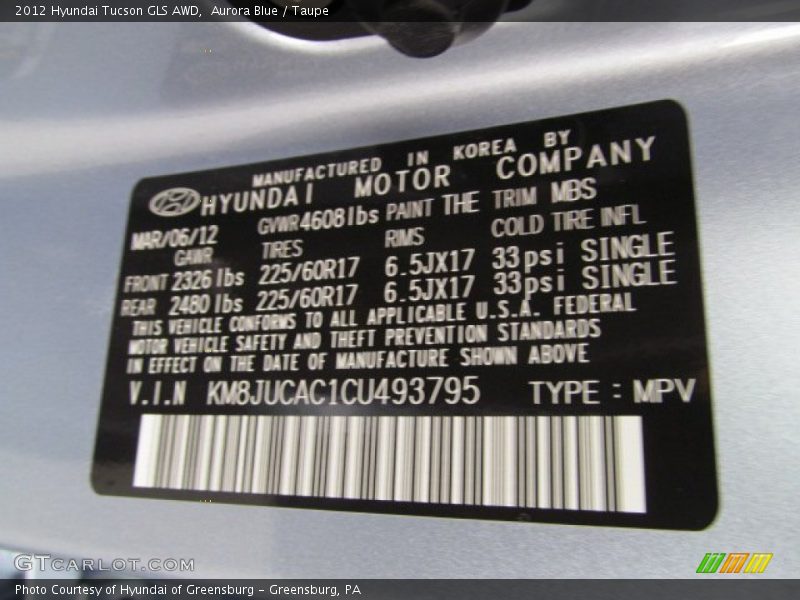 2012 Hyundai Tucson GLS AWD,  Aurora Blue / Taupe
MANUFACTURED IN KOREA BY
HYUNDAI MOTOR COMPANY
MAR/06/12 GVWR 4608 lbs PAINT THE TRIM MBS
GAWR TIRES RIMS COLD TIRE INFL
FRONT 2326 lbs 225/60R17 6.5JX17 33psi SINGLE
REAR 2480 lbs 225/60R17 6.5JX17 33psi SINGLE
THIS VEHICLE CONFORMS TO ALL APPLICABLE U.S.A. FEDERAL
MOTOR VEHICLE SAFETY AND THEFT PREVENTION STANDARDS
IN EFFECT ON THE DATE OF MANUFACTURE SHOWN ABOVE
V.I.N KM8JUCAC1CU493795 TYPE : MPV
GTCARLOT.COM
Photo Courtesy of Hyundai of Greensburg - Greensburg, PA